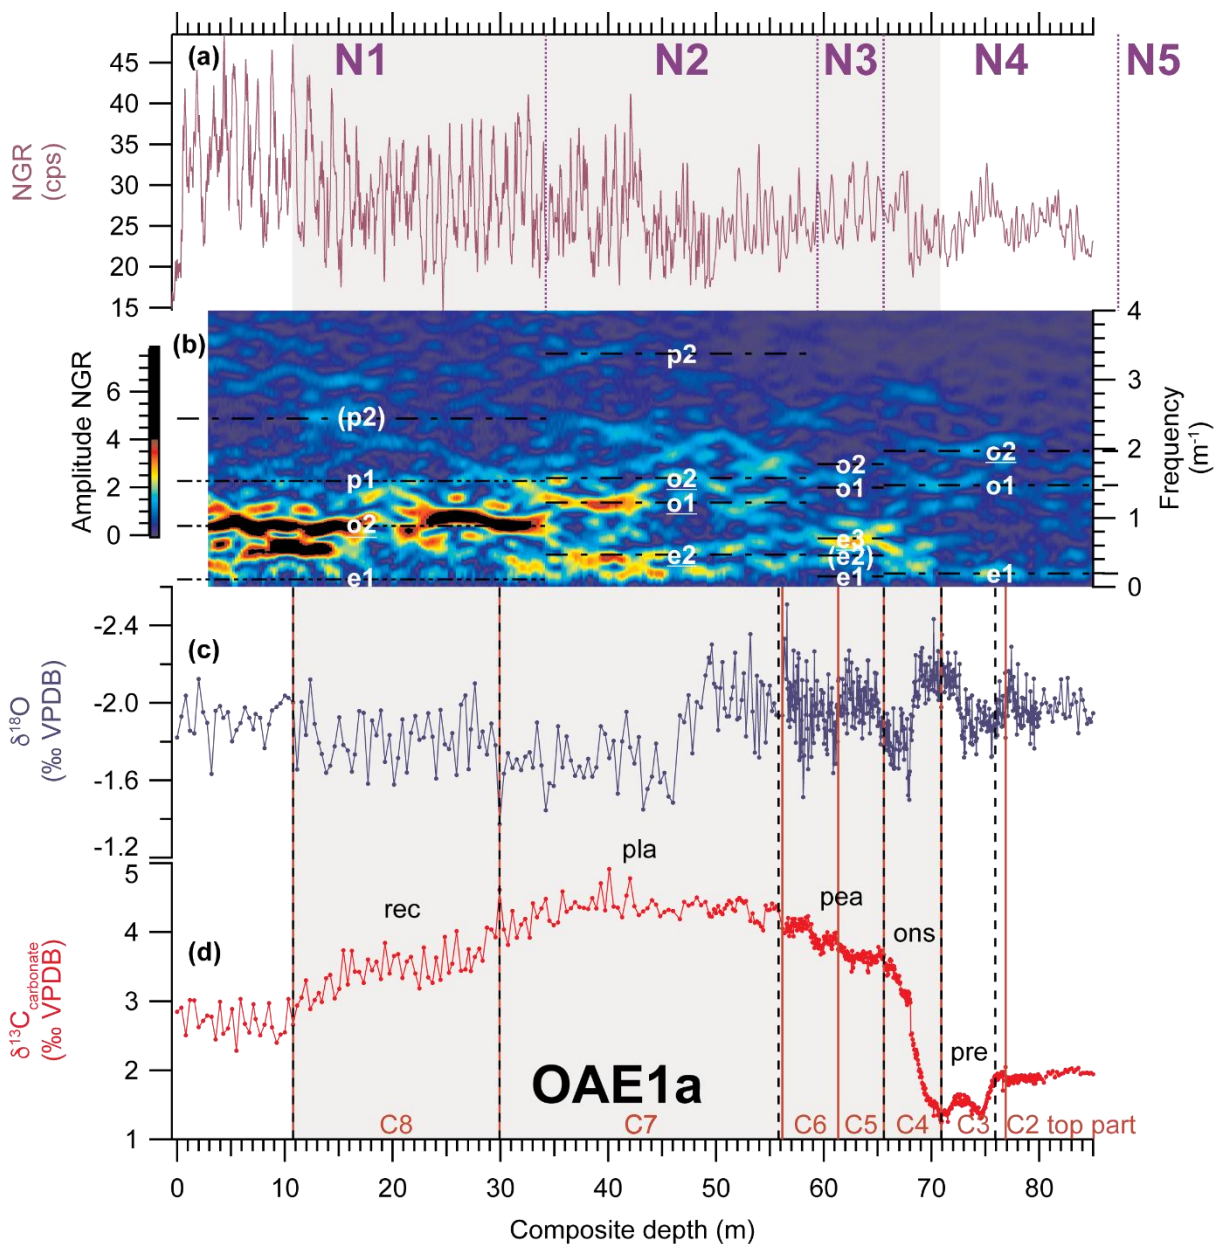 (a)
N1
N2
N3
N4
N5
45
40
35
30
25
20
15
NGR
(cps)
(b)
6
4
2
0
Amplitude NGR
p2
(p2)
p1
o2
e1
o2
o1
e2
o2
o1
e3
(e2)
e1
o2
o1
e1
4
3
2
1
0
Frequency
(m⁻¹)
(c)
-2.4
-2.0
-1.6
-1.2
δ¹⁸O
(‰ VPDB)
(d)
5
4
3
2
1
δ¹³C carbonate
(‰ VPDB)
rec
pla
pea
ons
pre
OAE1a
C8
C7
C6
C5
C4
C3
C2 top part
0
10
20
30
40
50
60
70
80
Composite depth (m)